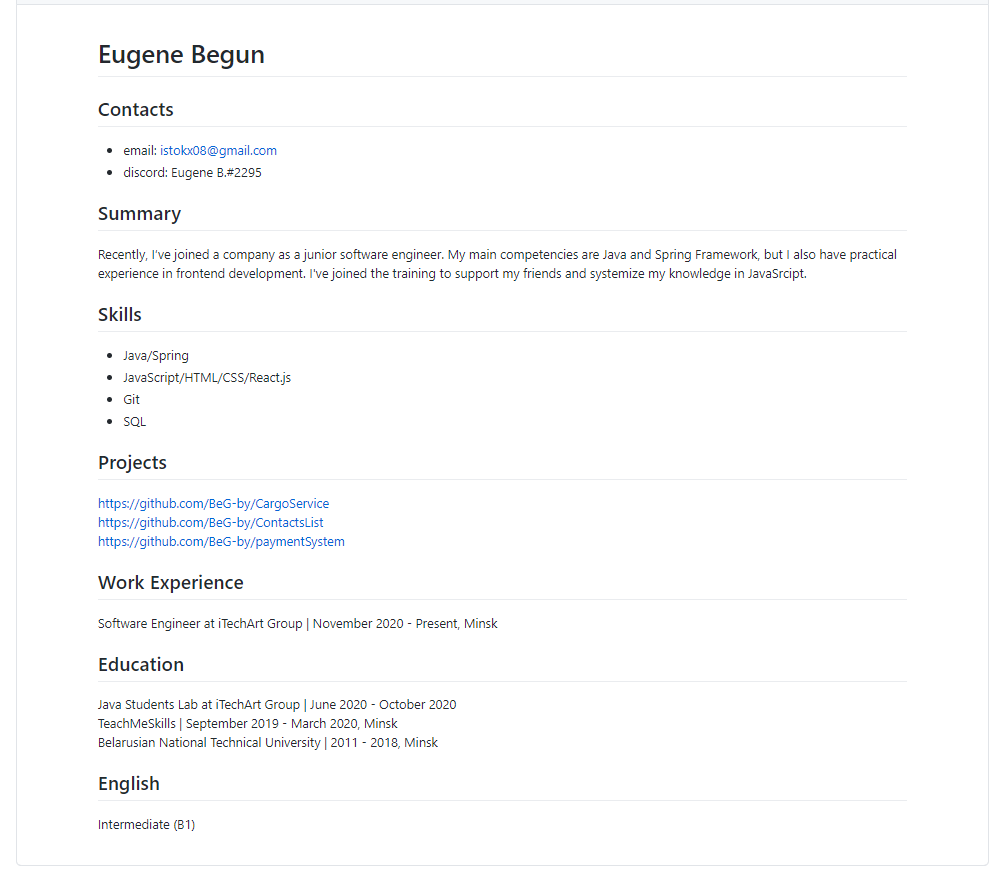 Eugene Begun
Contacts
email: istokx08@gmail.com
discord: Eugene B.#2295
Summary
Recently, I've joined a company as a junior software engineer. My main competencies are Java and Spring Framework, but I also have practical
experience in frontend development. I've joined the training to support my friends and systemize my knowledge in JavaSrcipt.
Skills
Java/Spring
JavaScript/HTML/CSS/React.js
Git
SQL
Projects
https://github.com/BeG-by/CargoService
https://github.com/BeG-by/ContactsList
https://github.com/BeG-by/paymentSystem
Work Experience
Software Engineer at iTechArt Group | November 2020 - Present, Minsk
Education
Java Students Lab at iTechArt Group | June 2020 - October 2020
TeachMeSkills | September 2019 - March 2020, Minsk
Belarusian National Technical University | 2011 - 2018, Minsk
English
Intermediate (B1)